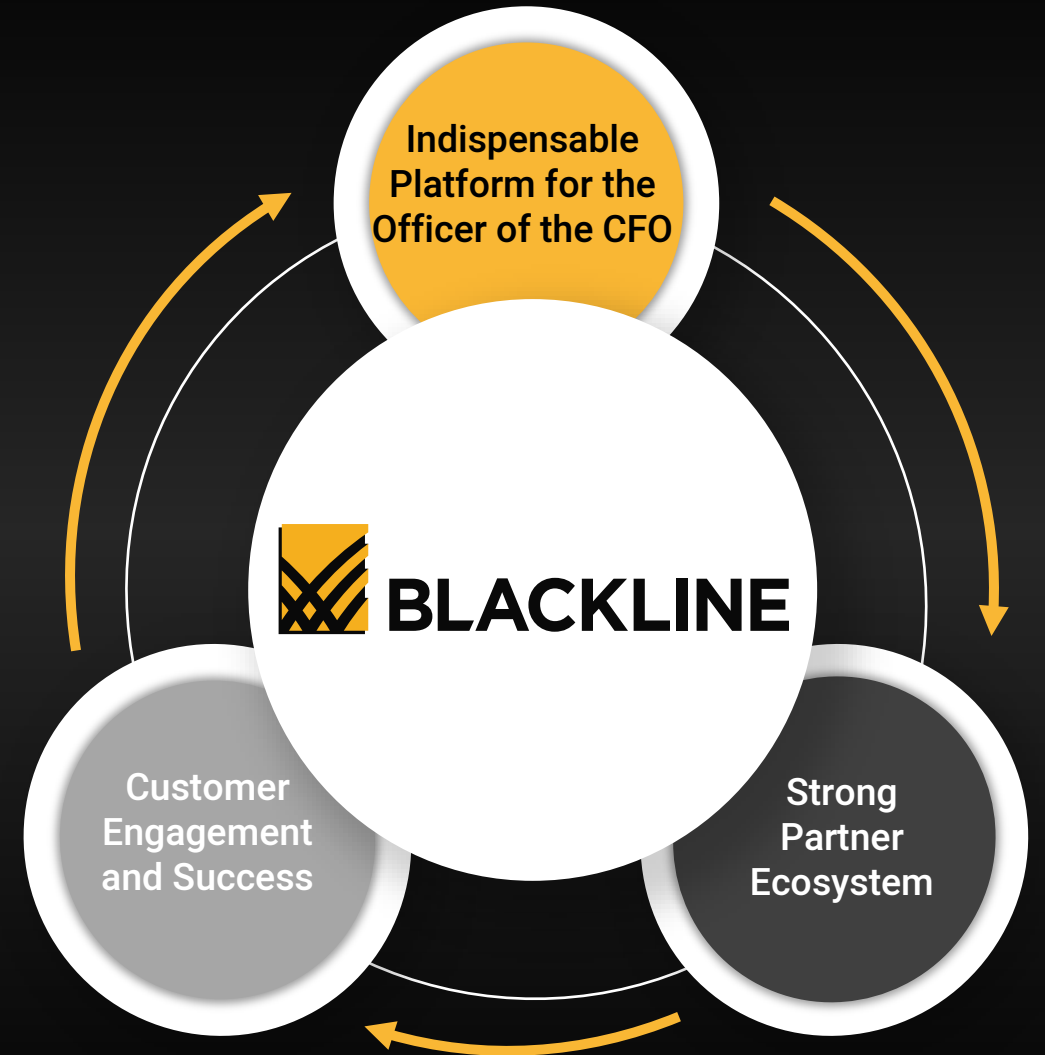 Indispensable
Platform for the
Officer of the CFO
BLACKLINE
Customer
Engagement
and Success
Strong
Partner
Ecosystem